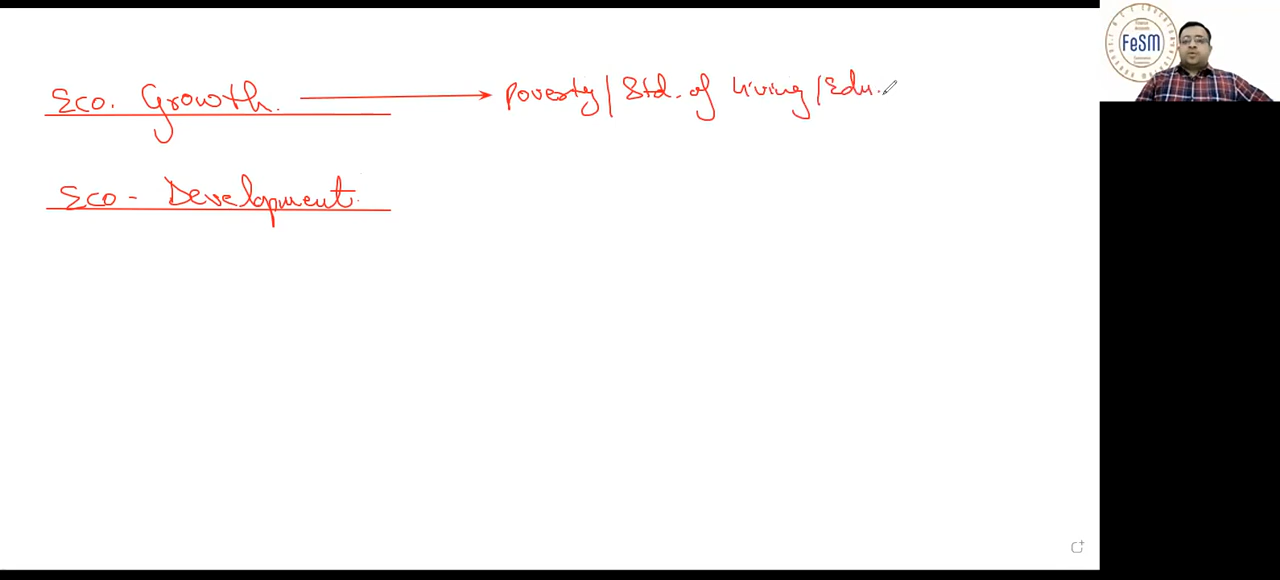 Eco. Growth. → Poverty / Std. of living / Edu.
Eco - Development.
FeSM